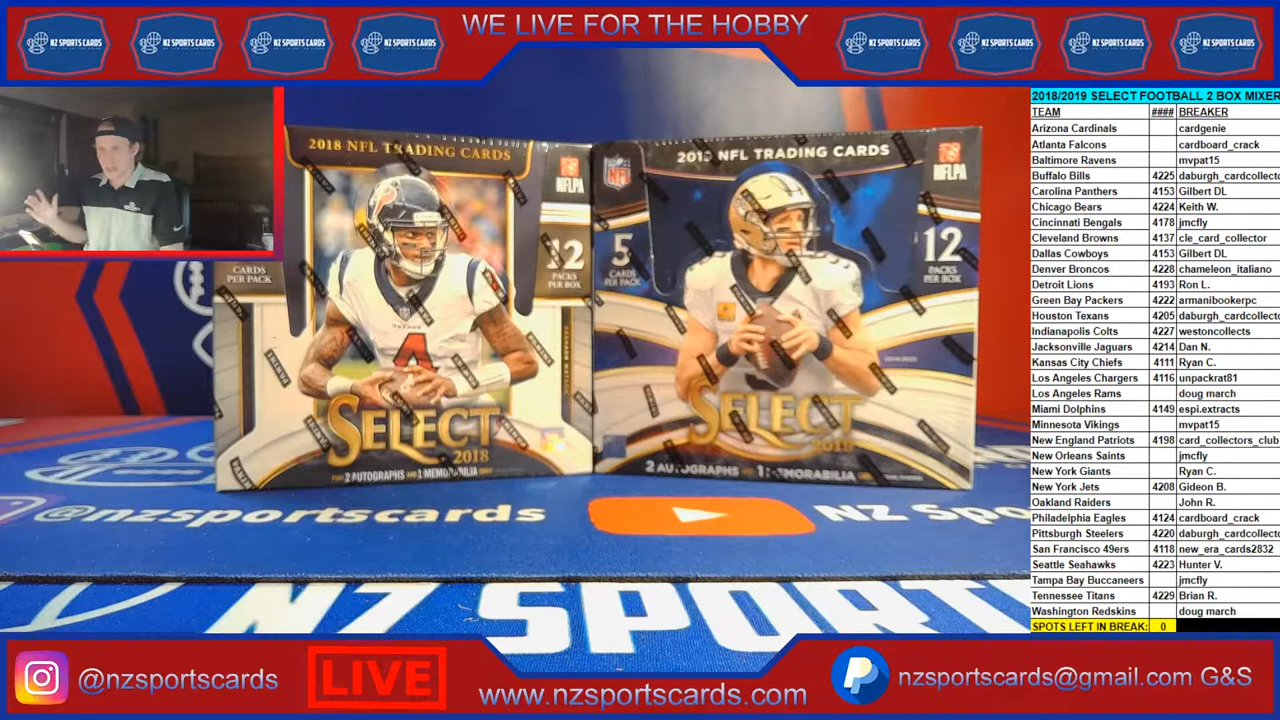 WE LIVE FOR THE HOBBY
NZ SPORTS CARDS
NZ SPORTS CARDS
NZ SPORTS CARDS
NZ SPORTS CARDS
NZ SPORTS CARDS
NZ SPORTS CARDS
NZ SPORTS CARDS
NZ SPORTS CARDS
2018 NFL TRADING CARDS
NFLPA
12
PACKS
PER BOX
CARDS
PER PACK
TEXANS
4
SELECT
2018
2 AUTOGRAPHS AND 1 MEMORABILIA
NFL
NFL TRADING CARDS
NFLPA
5
CARDS
PER PACK
12
PACKS
PER BOX
SELECT
2 AUTOGRAPHS
@nzsportscards
NZ Spo
NZ SPORT
2018/2019 SELECT FOOTBALL 2 BOX MIXER
TEAM #### BREAKER
Arizona Cardinals cardgenie
Atlanta Falcons cardboard_crack
Baltimore Ravens mvpat15
Buffalo Bills 4225 daburgh_cardcollect
Carolina Panthers 4153 Gilbert DL
Chicago Bears 4224 Keith W.
Cincinnati Bengals 4178 jmcfly
Cleveland Browns 4137 cle_card_collector
Dallas Cowboys 4153 Gilbert DL
Denver Broncos 4228 chameleon_italiano
Detroit Lions 4193 Ron L.
Green Bay Packers 4222 armanibookerpc
Houston Texans 4205 daburgh_cardcollect
Indianapolis Colts 4227 westoncollects
Jacksonville Jaguars 4214 Dan N.
Kansas City Chiefs 4111 Ryan C.
Los Angeles Chargers 4116 unpackrat81
Los Angeles Rams doug march
Miami Dolphins 4149 espi.extracts
Minnesota Vikings mvpat15
New England Patriots 4198 card_collectors_club
New Orleans Saints jmcfly
New York Giants Ryan C.
New York Jets 4208 Gideon B.
Oakland Raiders John R.
Philadelphia Eagles 4124 cardboard_crack
Pittsburgh Steelers 4220 daburgh_cardcollect
San Francisco 49ers 4118 new_era_cards2832
Seattle Seahawks 4223 Hunter V.
Tampa Bay Buccaneers jmcfly
Tennessee Titans 4229 Brian R.
Washington Redskins doug march
SPOTS LEFT IN BREAK: 0
@nzsportscards
LIVE
www.nzsportscards.com
nzsportscards@gmail.com G&S